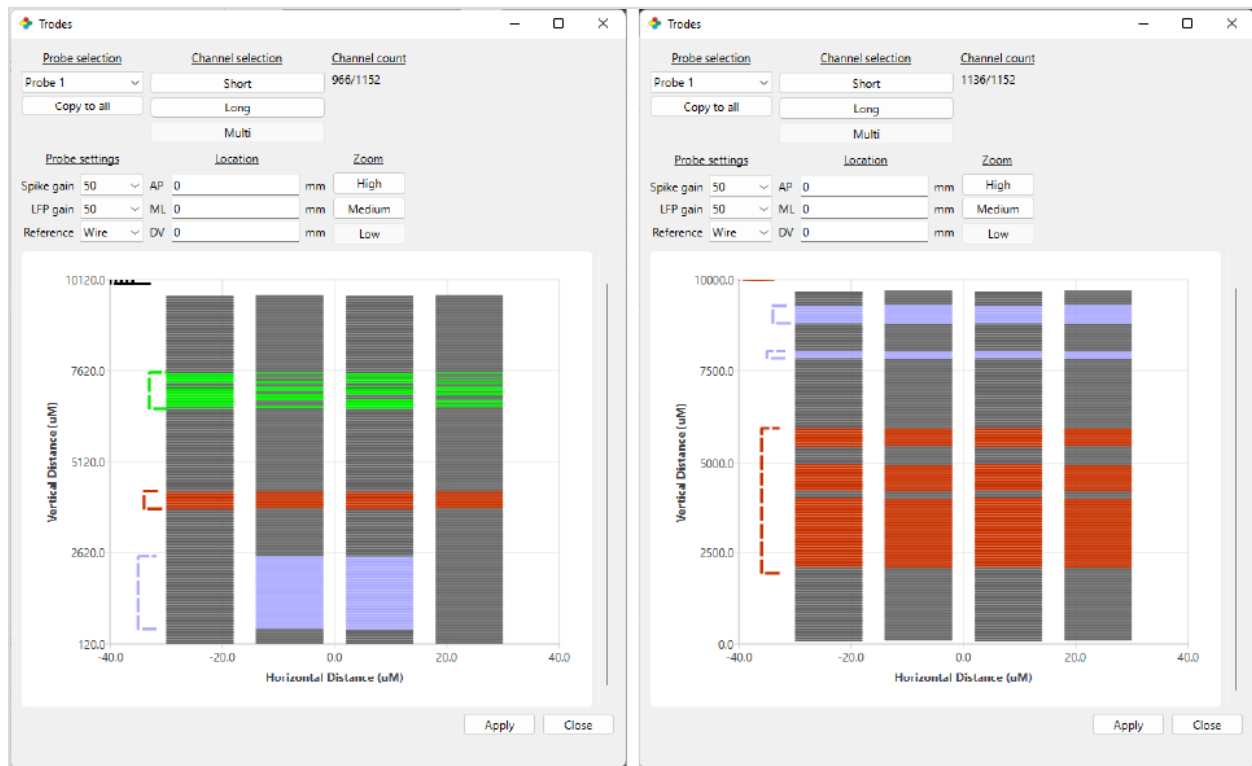 Trodes
Probe selection Channel selection Channel count
Probe 1 Short 966/1152
Copy to all Long
Multi
Probe settings Location Zoom
Spike gain 50 AP 0 mm High
LFP gain 50 ML 0 mm Medium
Reference Wire DV 0 mm Low
10120.0
7620.0
5120.0
2620.0
120.0
Vertical Distance (uM)
-40.0 -20.0 0.0 20.0 40.0
Horizontal Distance (uM)
Apply Close
Trodes
Probe selection Channel selection Channel count
Probe 1 Short 1136/1152
Copy to all Long
Multi
Probe settings Location Zoom
Spike gain 50 AP 0 mm High
LFP gain 50 ML 0 mm Medium
Reference Wire DV 0 mm Low
10000.0
7500.0
5000.0
2500.0
0.0
Vertical Distance (uM)
-40.0 -20.0 0.0 20.0 40.0
Horizontal Distance (uM)
Apply Close